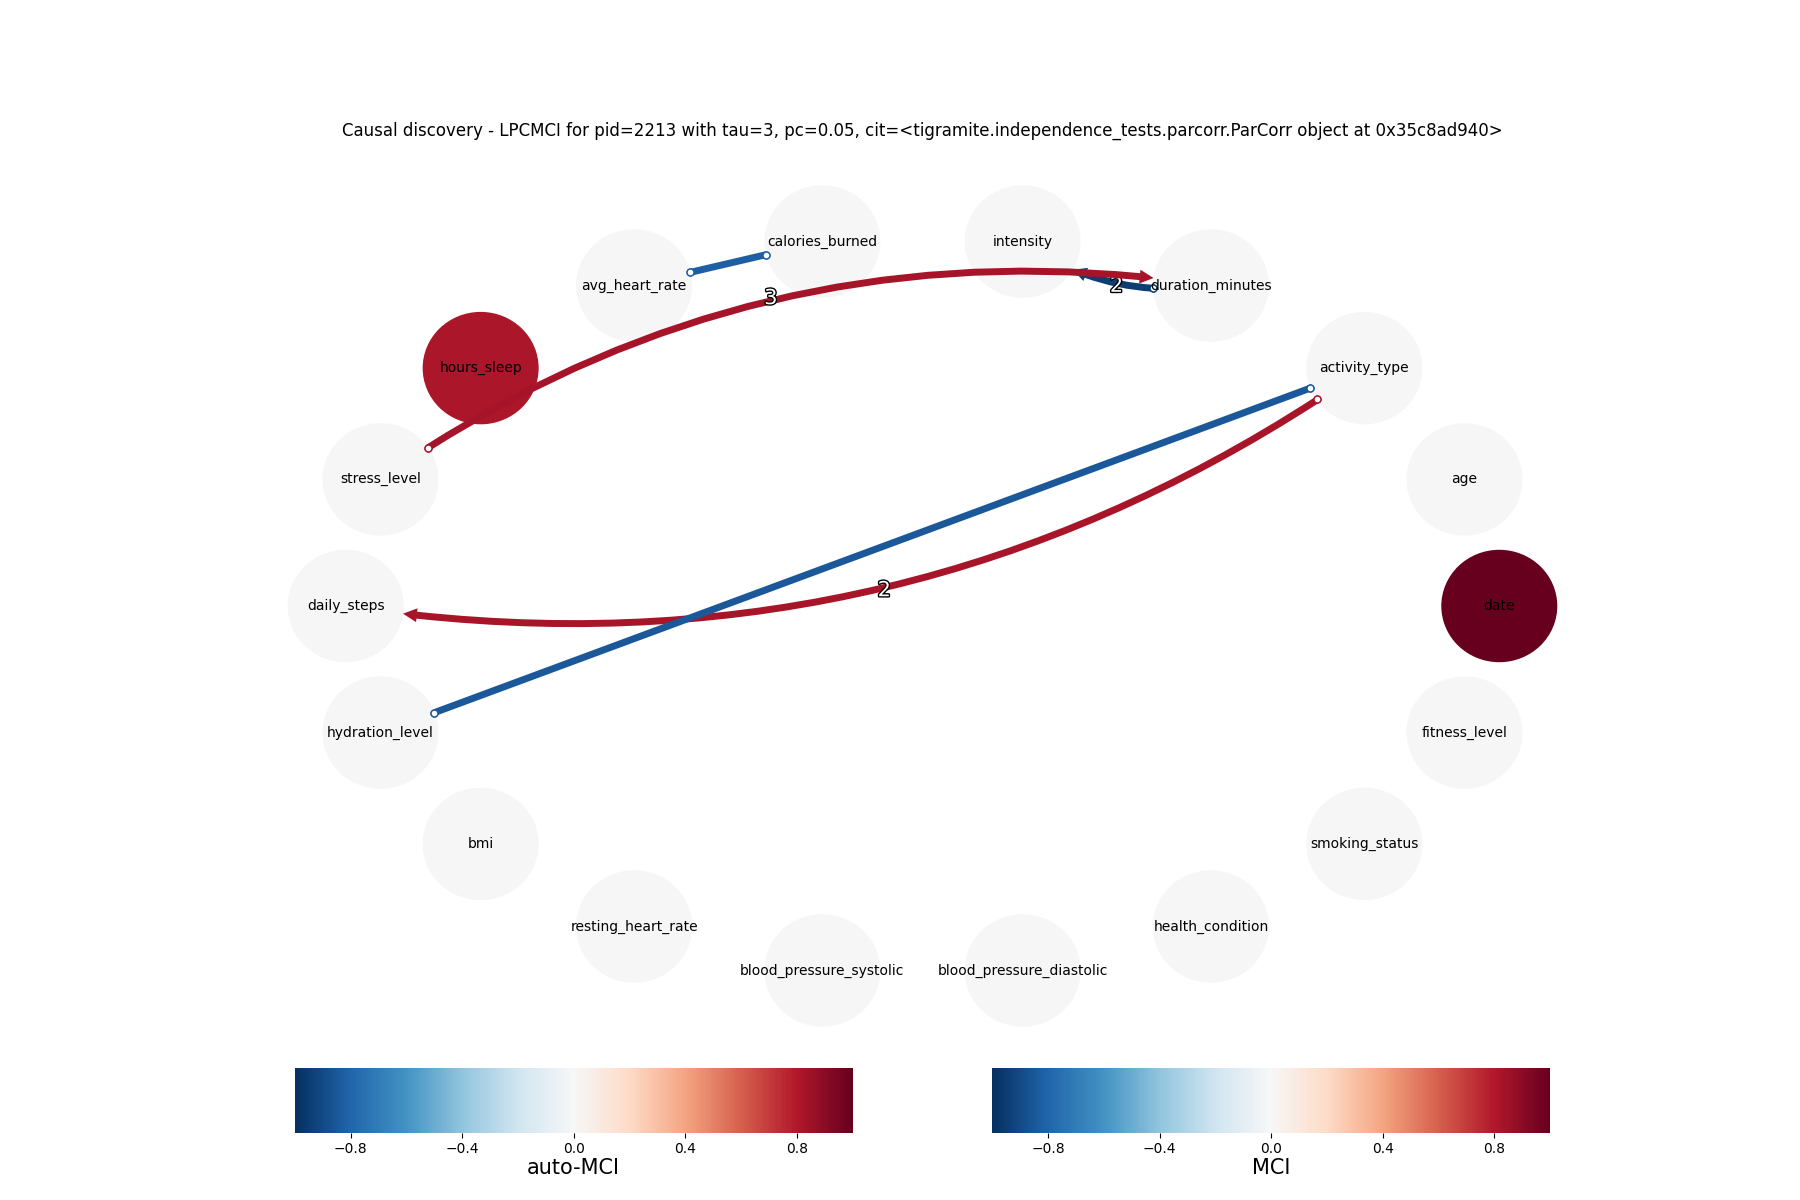 Causal discovery - LPCMCI for pid=2213 with tau=3, pc=0.05, cit=<tigramite.independence_tests.parcorr.ParCorr object at 0x35c8ad940>
calories_burned
intensity
avg_heart_rate
duration_minutes
2
3
hours_sleep
activity_type
stress_level
age
2
daily_steps
date
hydration_level
fitness_level
bmi
smoking_status
resting_heart_rate
health_condition
blood_pressure_systolic
blood_pressure_diastolic
−0.8 −0.4 0.0 0.4 0.8
auto-MCI
−0.8 −0.4 0.0 0.4 0.8
MCI